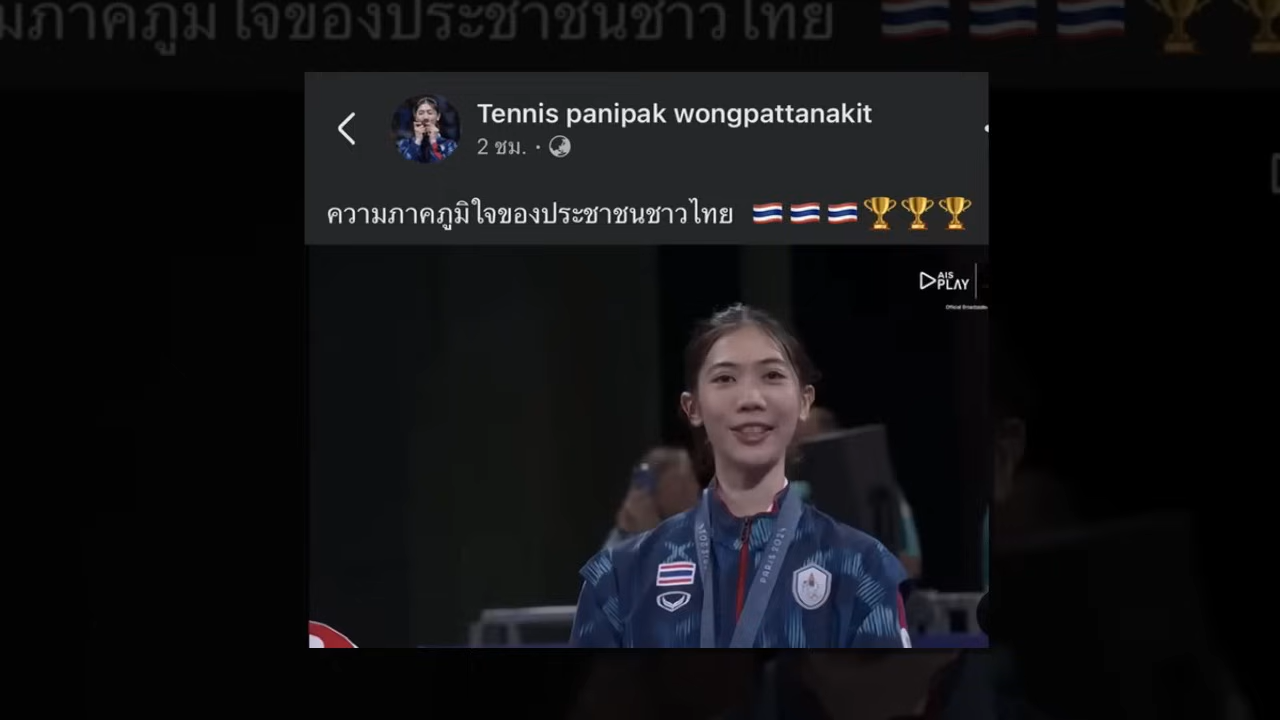 มภาคภูมิใจของประชาชนชาวไทย
Tennis panipak wongpattanakit
2 ชม.
ความภาคภูมิใจของประชาชนชาวไทย 🇹🇭🇹🇭🇹🇭🏆🏆🏆
AIS
PLAY
PARIS 2024